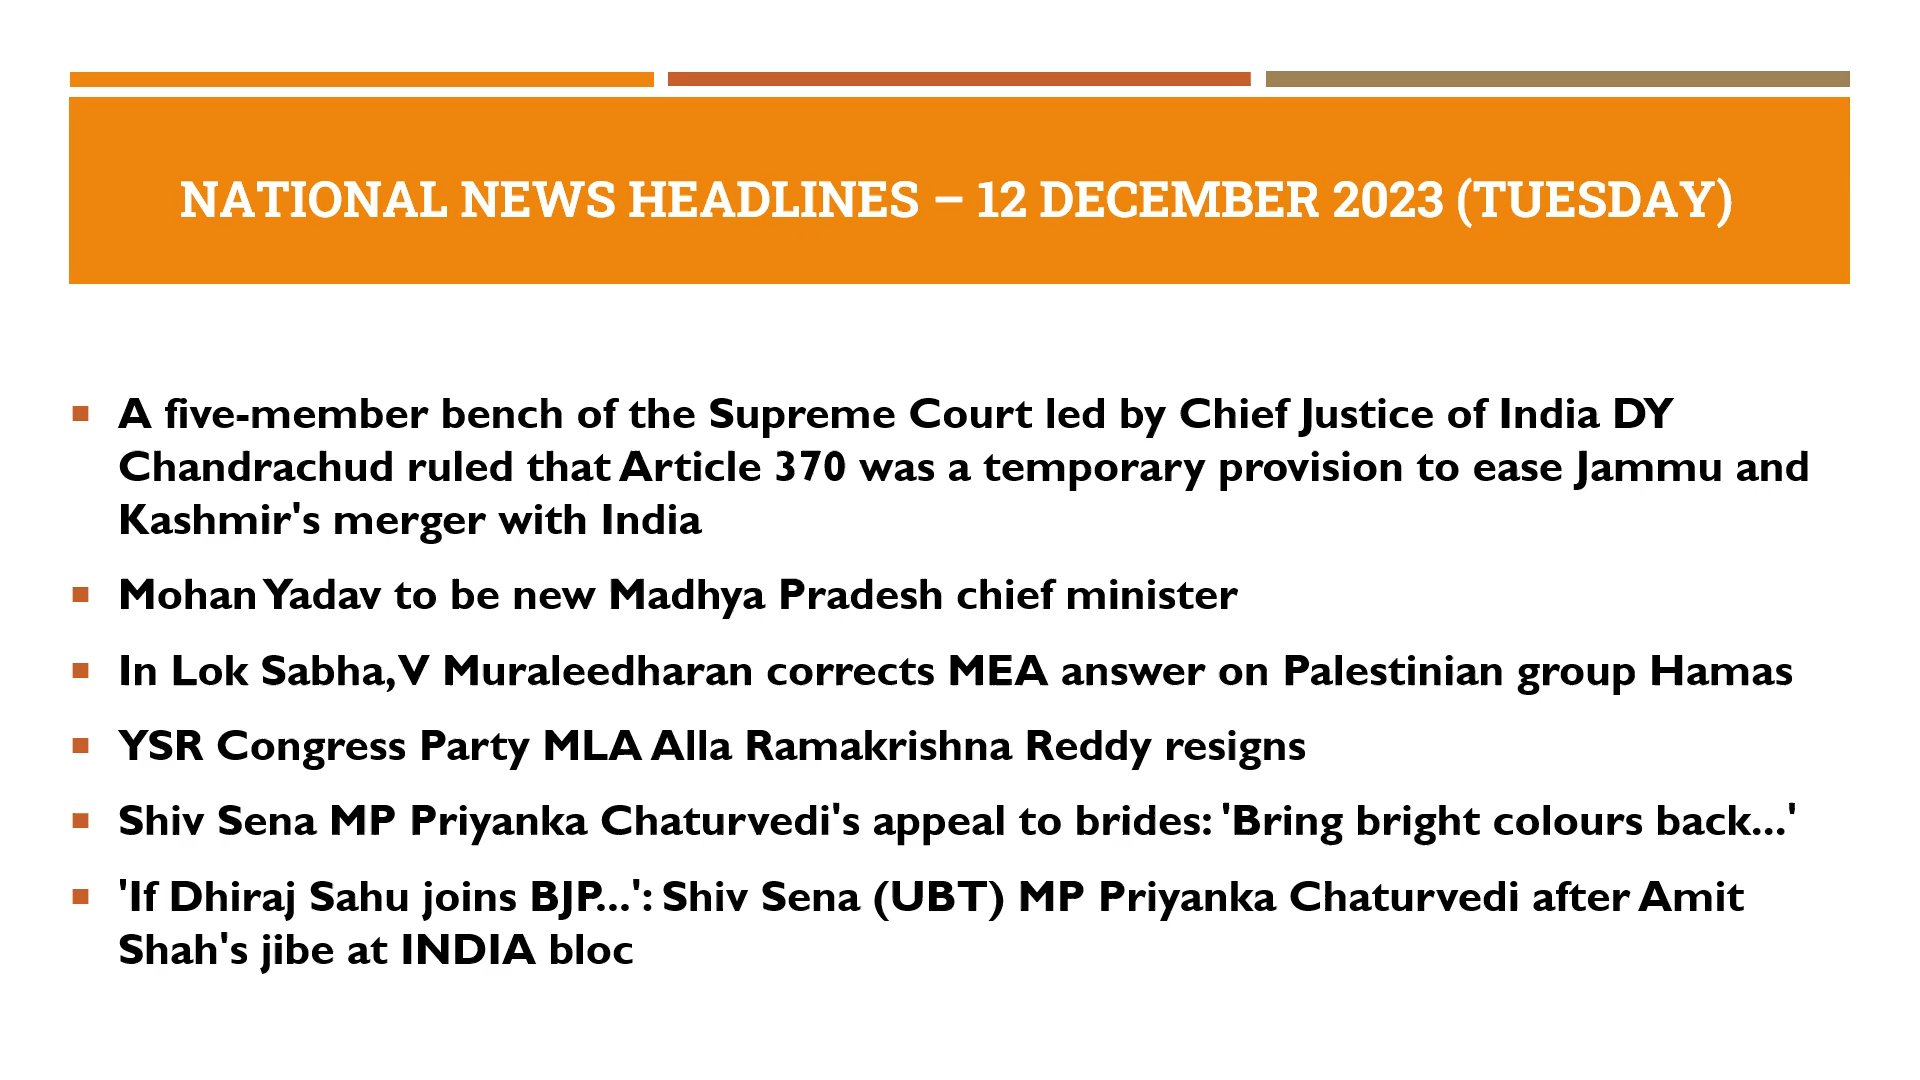 NATIONAL NEWS HEADLINES – 12 DECEMBER 2023 (TUESDAY)
A five-member bench of the Supreme Court led by Chief Justice of India DY
Chandrachud ruled that Article 370 was a temporary provision to ease Jammu and
Kashmir's merger with India
Mohan Yadav to be new Madhya Pradesh chief minister
In Lok Sabha, V Muraleedharan corrects MEA answer on Palestinian group Hamas
YSR Congress Party MLA Alla Ramakrishna Reddy resigns
Shiv Sena MP Priyanka Chaturvedi's appeal to brides: 'Bring bright colours back...'
'If Dhiraj Sahu joins BJP...': Shiv Sena (UBT) MP Priyanka Chaturvedi after Amit
Shah's jibe at INDIA bloc